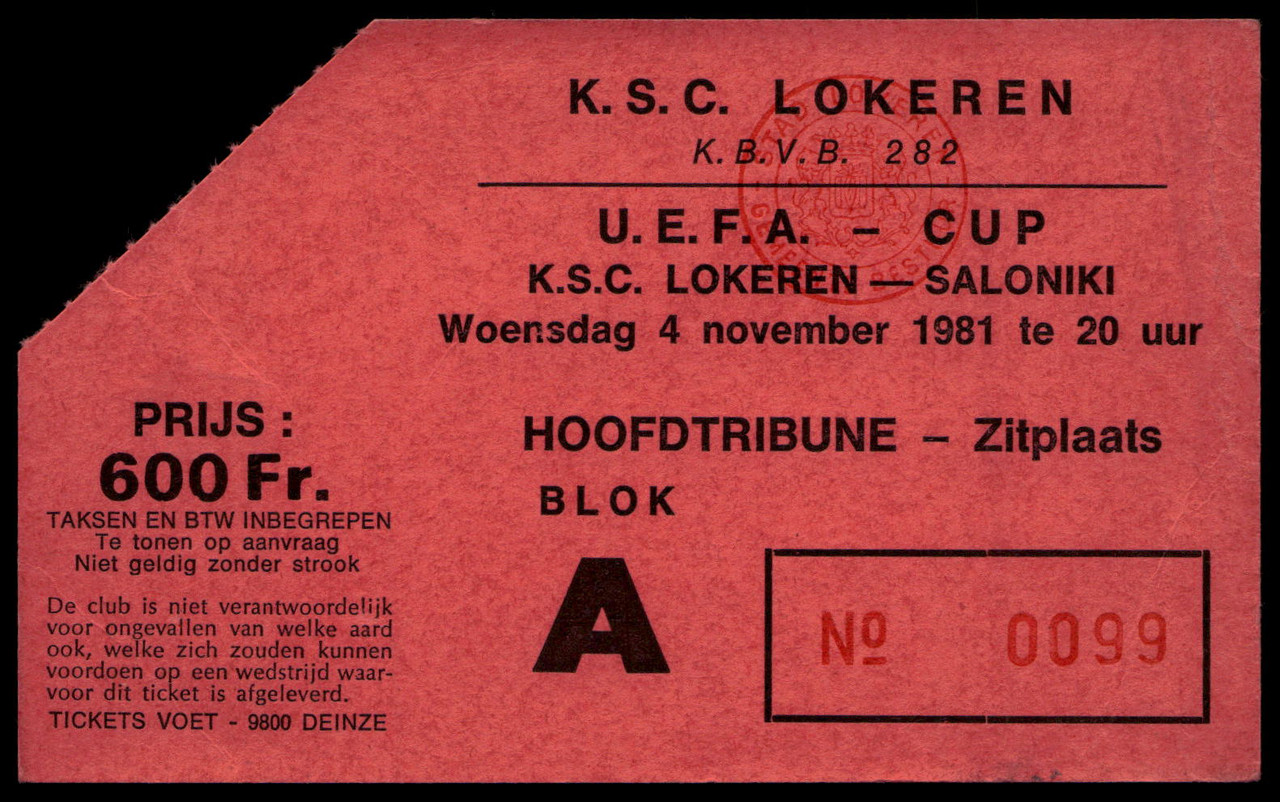 K.S.C. LOKEREN
K.B.V.B. 282
U.E.F.A. – CUP
K.S.C. LOKEREN — SALONIKI
Woensdag 4 november 1981 te 20 uur
HOOFDTRIBUNE – Zitplaats
BLOK
A
Nº 0099
PRIJS :
600 Fr.
TAKSEN EN BTW INBEGREPEN
Te tonen op aanvraag
Niet geldig zonder strook
De club is niet verantwoordelijk
voor ongevallen van welke aard
ook, welke zich zouden kunnen
voordoen op een wedstrijd waar-
voor dit ticket is afgeleverd.
TICKETS VOET - 9800 DEINZE
STAD LOKEREN